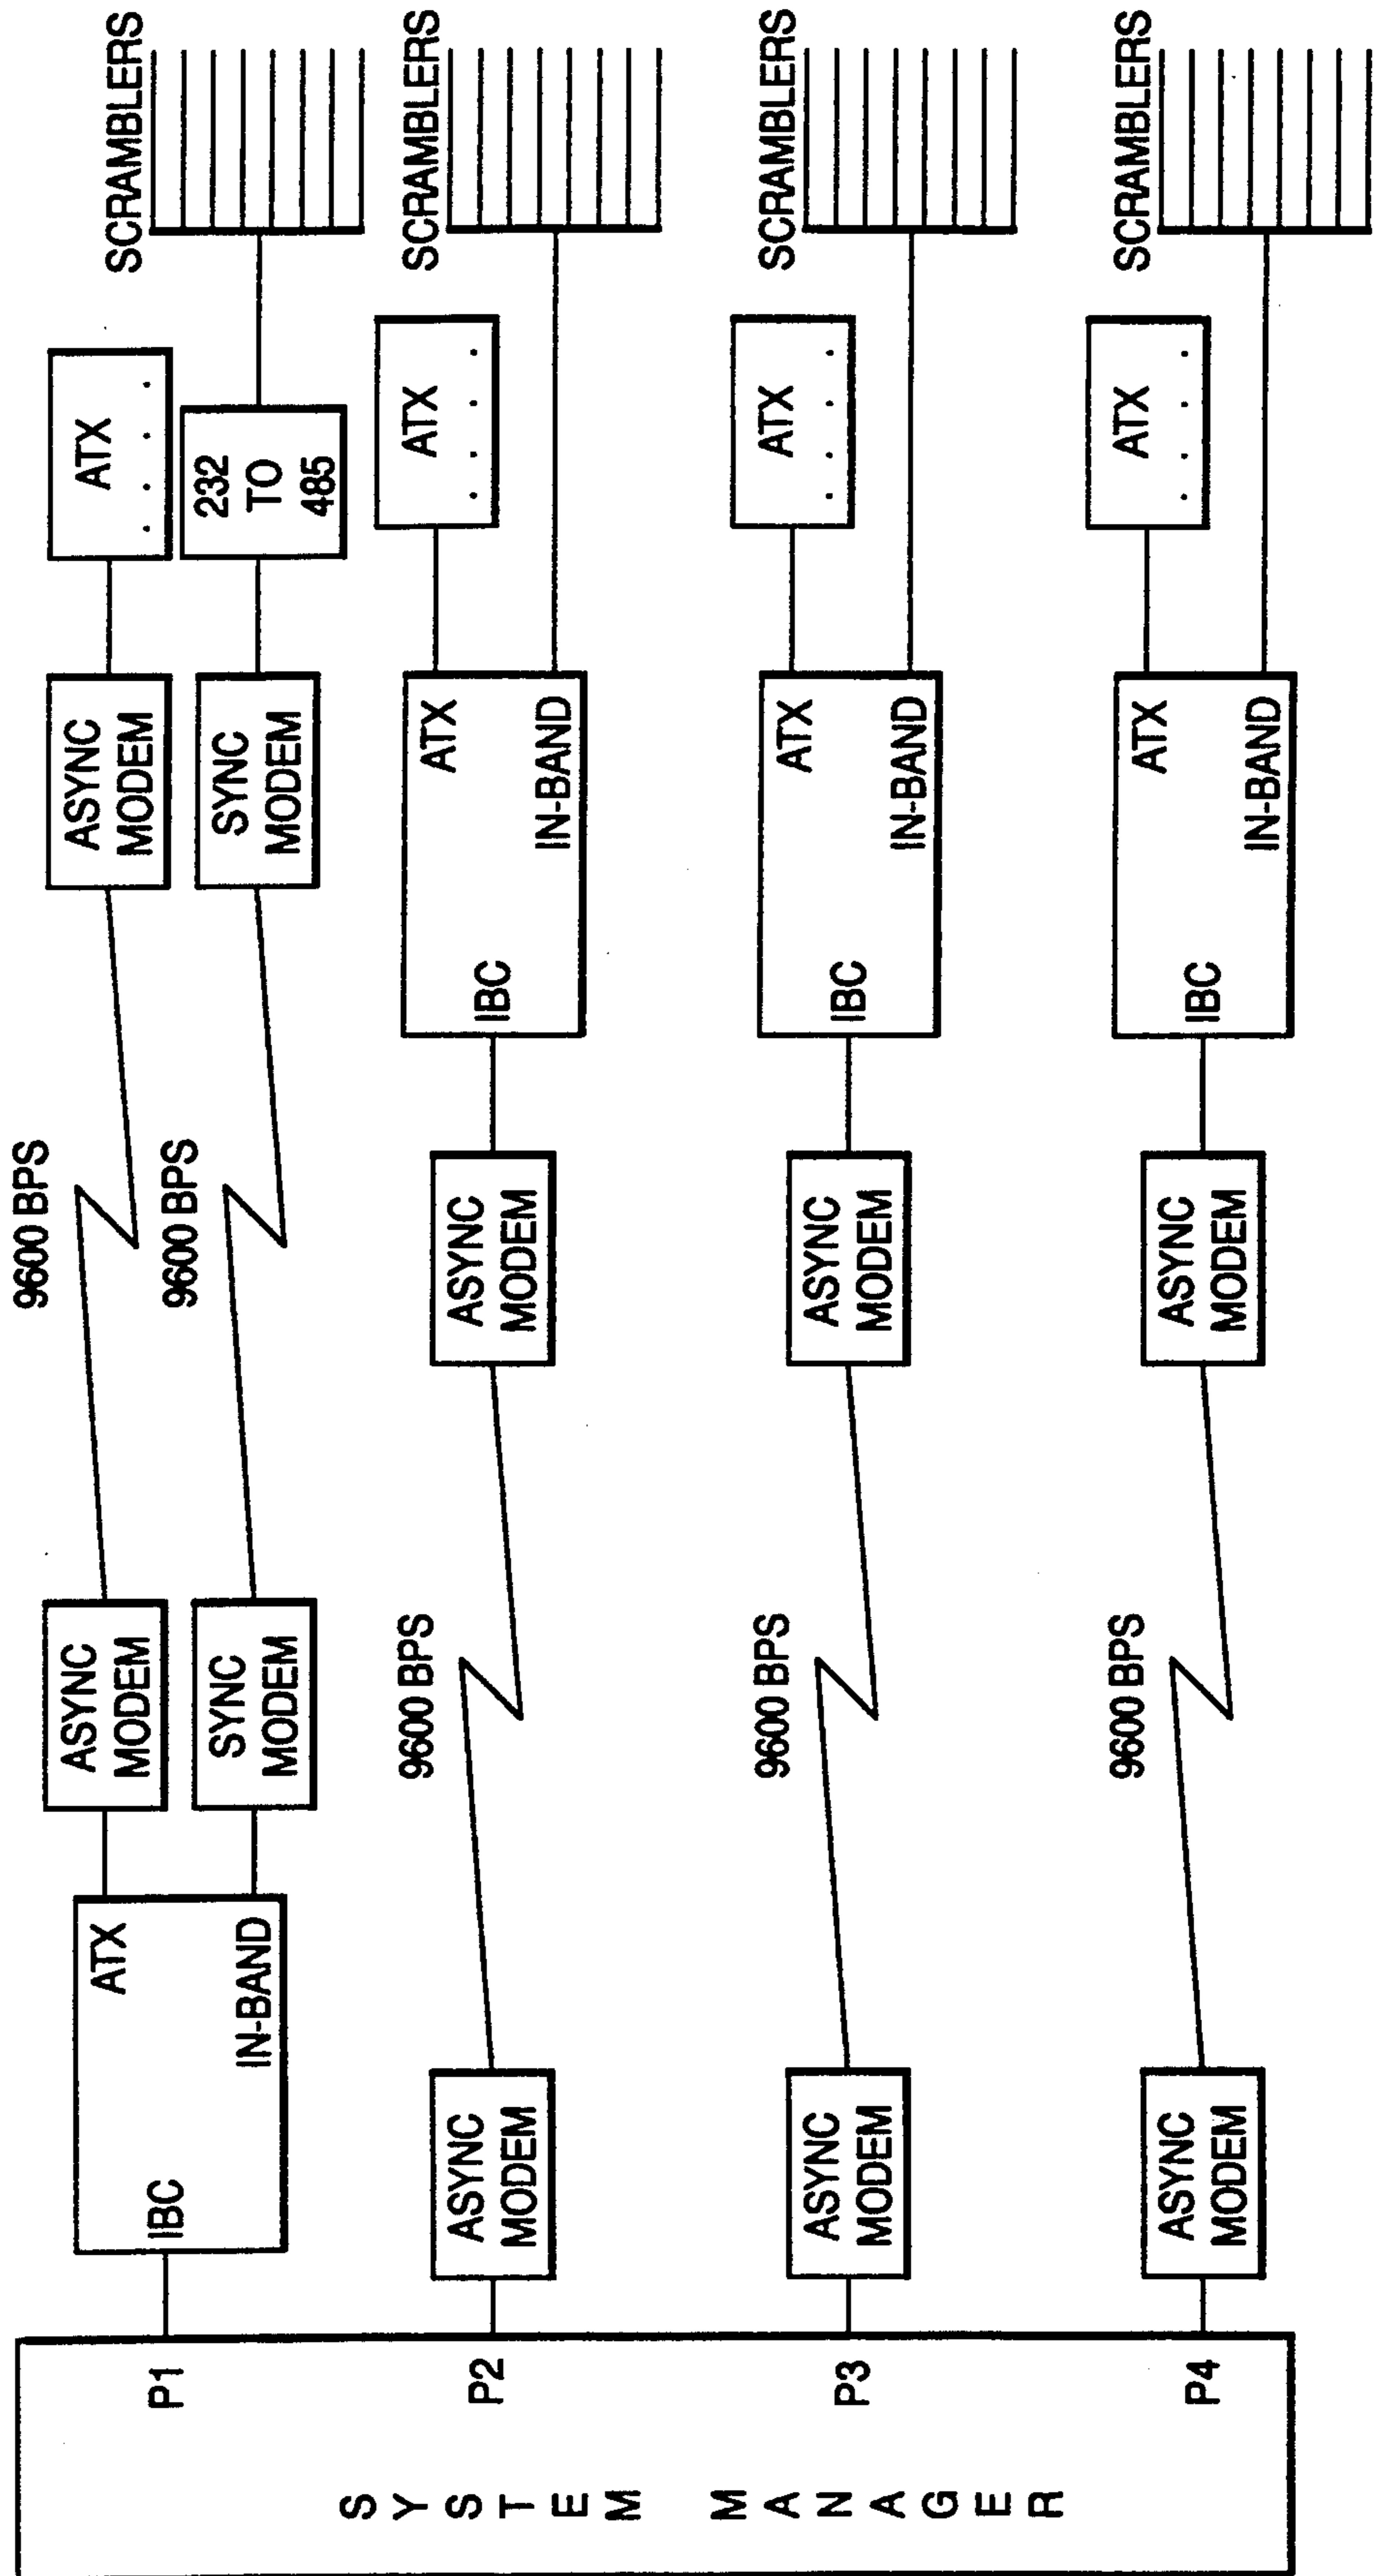 SYSTEM MANAGER
P1
P2
P3
P4
IBC
ATX
IN-BAND
ASYNC
MODEM
SYNC
MODEM
9600 BPS
9600 BPS
ASYNC
MODEM
SYNC
MODEM
ATX
232
TO
485
SCRAMBLERS
ASYNC
MODEM
9600 BPS
ASYNC
MODEM
IBC
ATX
IN-BAND
ATX
SCRAMBLERS
ASYNC
MODEM
9600 BPS
ASYNC
MODEM
IBC
ATX
IN-BAND
ATX
SCRAMBLERS
ASYNC
MODEM
9600 BPS
ASYNC
MODEM
IBC
ATX
IN-BAND
ATX
SCRAMBLERS